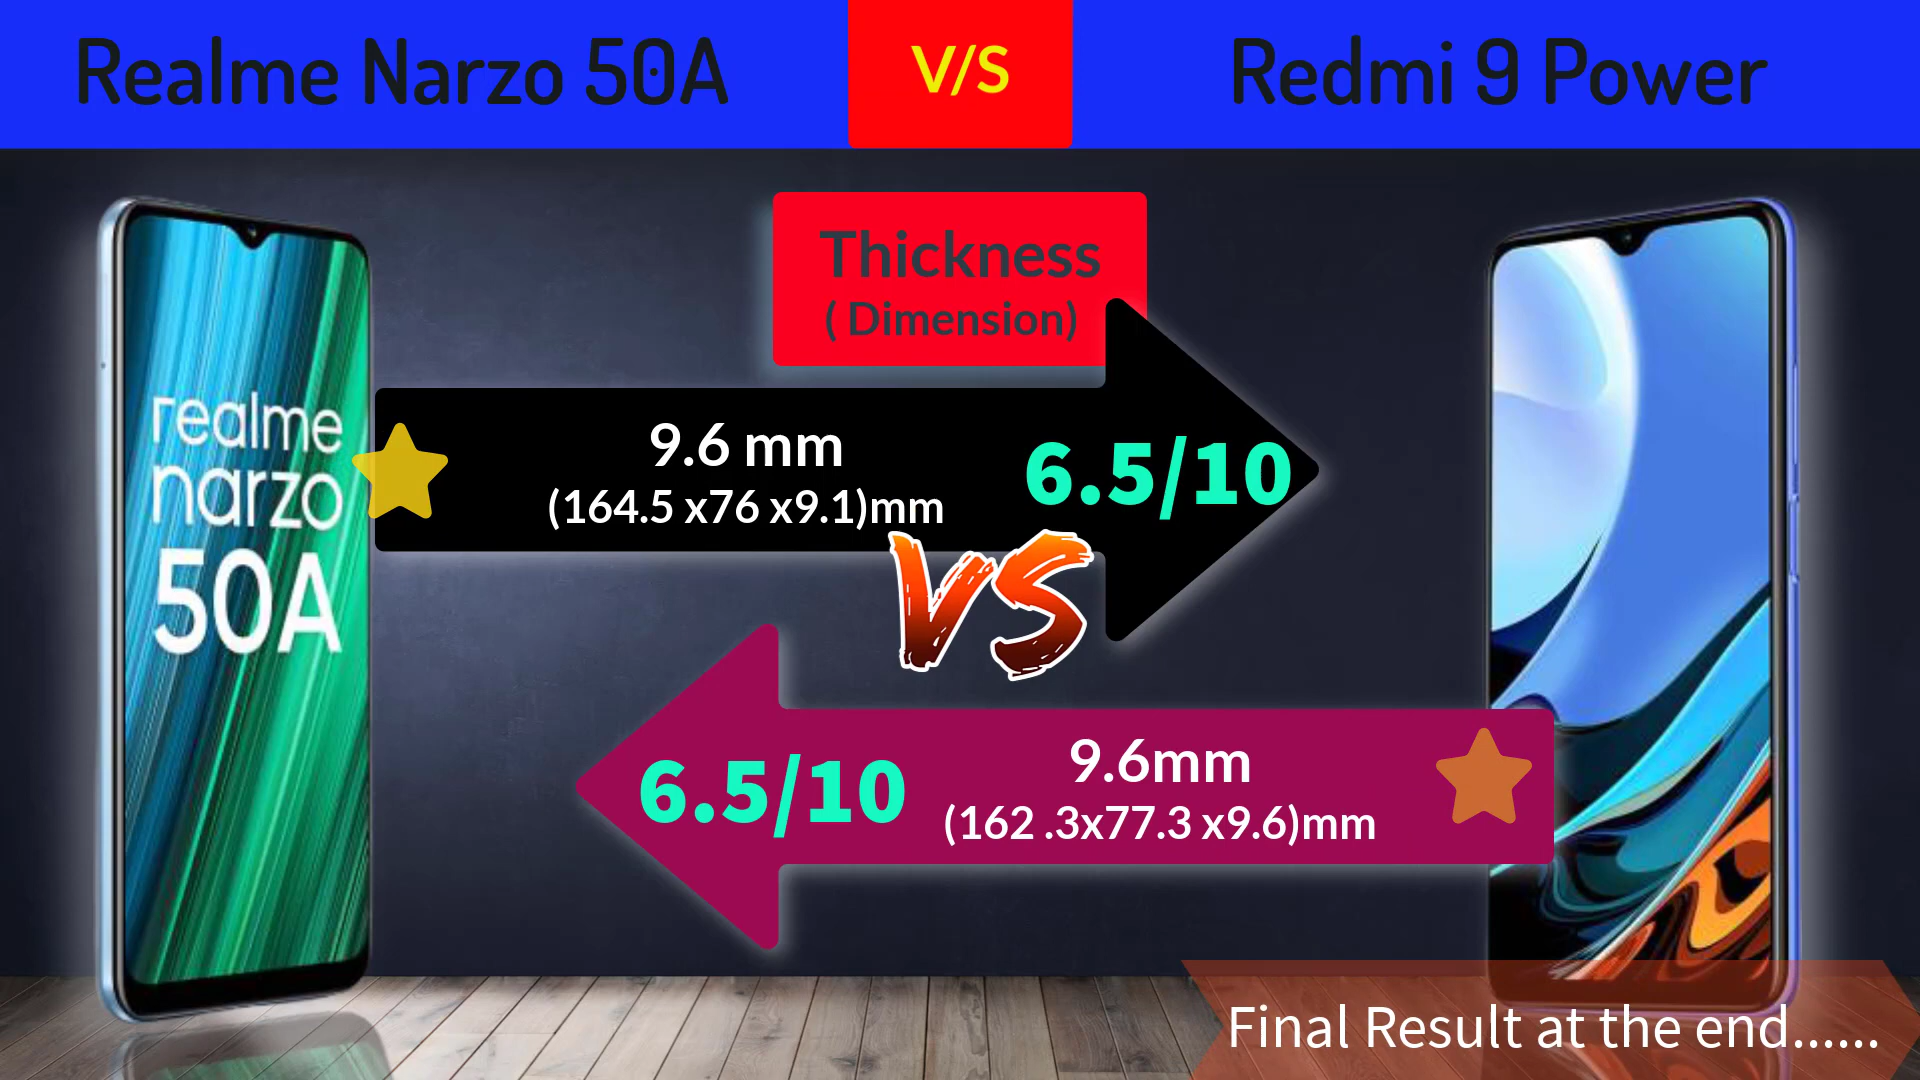 Realme Narzo 50A
V/S
Redmi 9 Power
Thickness
( Dimension)
realme
narzo
50A
9.6 mm
(164.5 x76 x9.1)mm
6.5/10
VS
6.5/10
9.6mm
(162 .3x77.3 x9.6)mm
Final Result at the end......